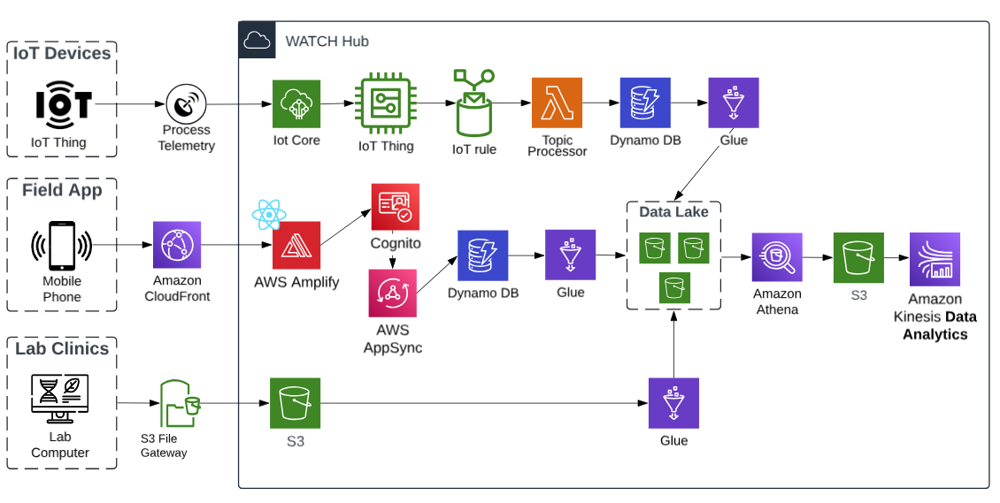 WATCH Hub
IoT Devices
IOT
IoT Thing
Process
Telemetry
Iot Core
IoT Thing
IoT rule
Topic
Processor
Dynamo DB
Glue
Field App
Mobile
Phone
Amazon
CloudFront
AWS Amplify
Cognito
AWS
AppSync
Dynamo DB
Glue
Data Lake
Amazon
Athena
S3
Amazon
Kinesis Data
Analytics
Lab Clinics
Lab
Computer
S3 File
Gateway
S3
Glue